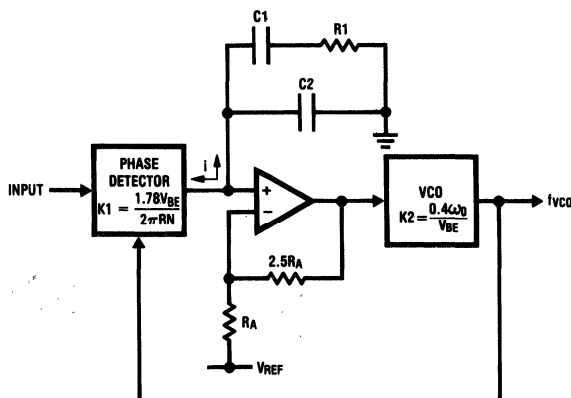 C1
R1
C2
PHASE
DETECTOR
K1 = 1.78VBE / 2πRN
i
INPUT
+
−
VCO
K2 = 0.4ω0 / VBE
fVCO
2.5RA
RA
VREF